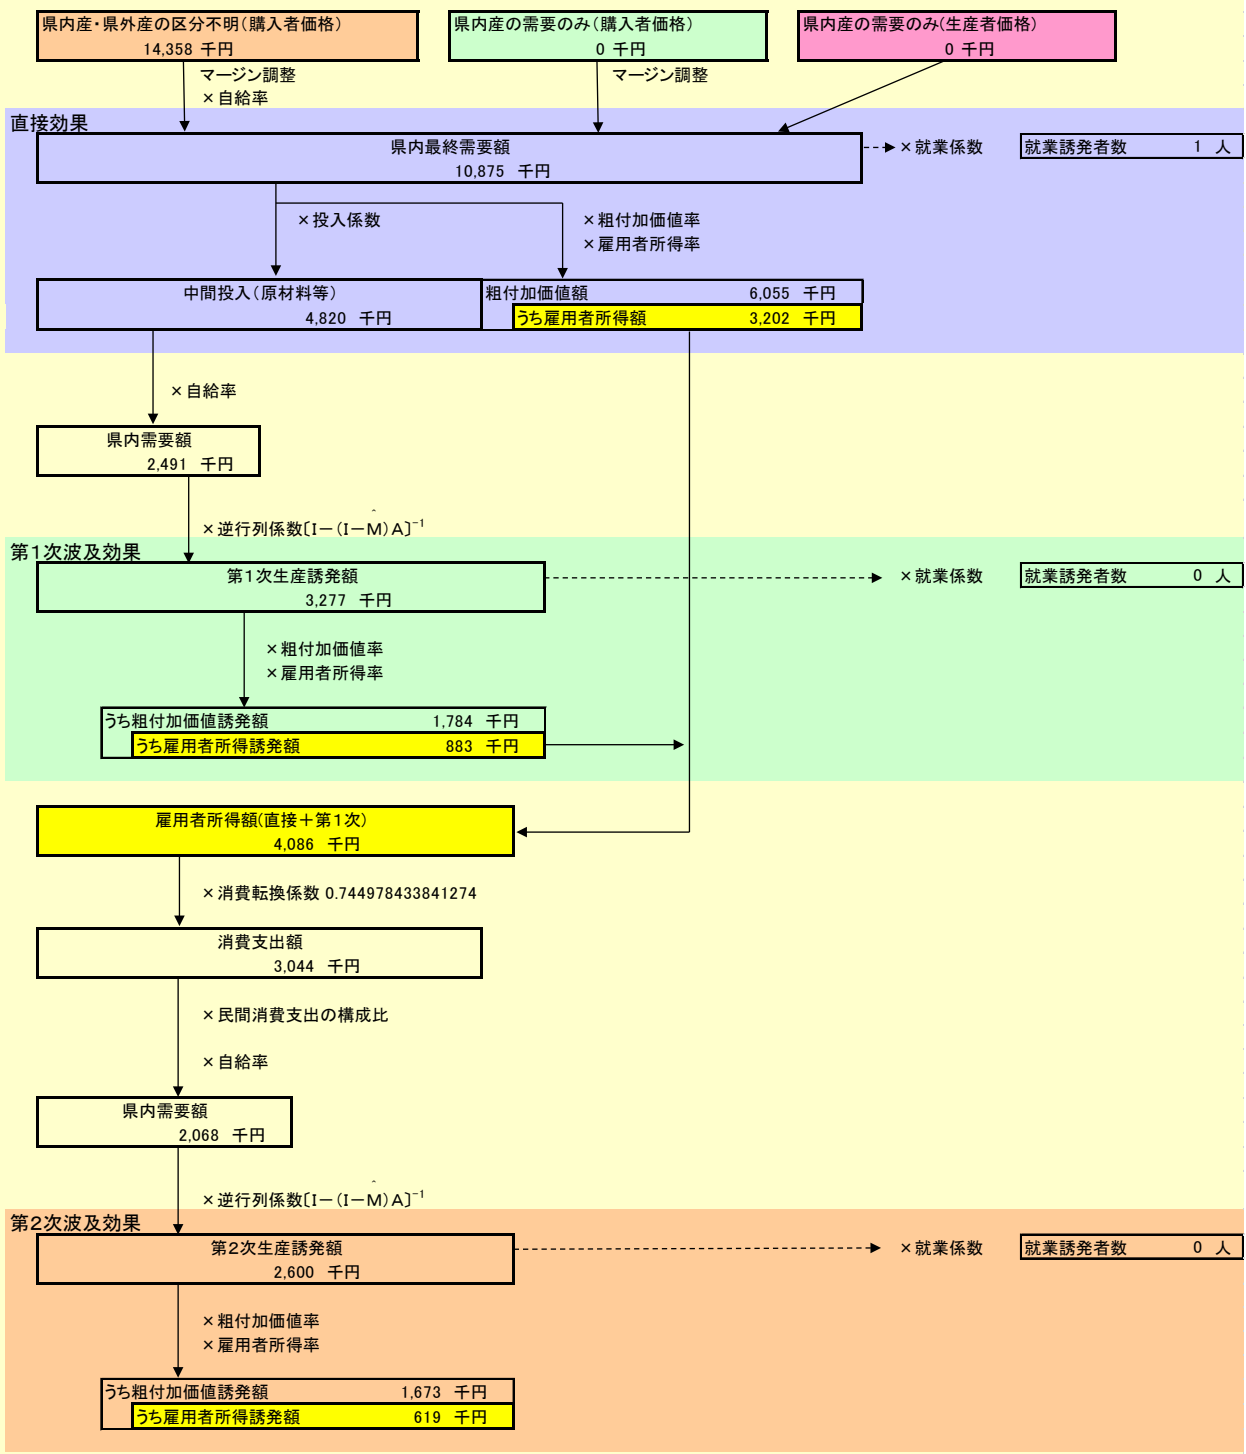 県内産・県外産の区分不明（購入者価格）
14,358 千円
県内産の需要のみ（購入者価格）
0 千円
県内産の需要のみ（生産者価格）
0 千円
マージン調整
×自給率
マージン調整
直接効果
県内最終需要額
10,875 千円
×就業係数
就業誘発者数 1 人
×投入係数
×粗付加価値率
×雇用者所得率
中間投入（原材料等）
4,820 千円
粗付加価値額 6,055 千円
うち雇用者所得額 3,202 千円
×自給率
県内需要額
2,491 千円
×逆行列係数〔I－（I－M̂）A〕⁻¹
第１次波及効果
第１次生産誘発額
3,277 千円
×就業係数
就業誘発者数 0 人
×粗付加価値率
×雇用者所得率
うち粗付加価値誘発額 1,784 千円
うち雇用者所得誘発額 883 千円
雇用者所得額(直接＋第１次)
4,086 千円
×消費転換係数 0.744978433841274
消費支出額
3,044 千円
×民間消費支出の構成比
×自給率
県内需要額
2,068 千円
×逆行列係数〔I－（I－M̂）A〕⁻¹
第２次波及効果
第２次生産誘発額
2,600 千円
×就業係数
就業誘発者数 0 人
×粗付加価値率
×雇用者所得率
うち粗付加価値誘発額 1,673 千円
うち雇用者所得誘発額 619 千円